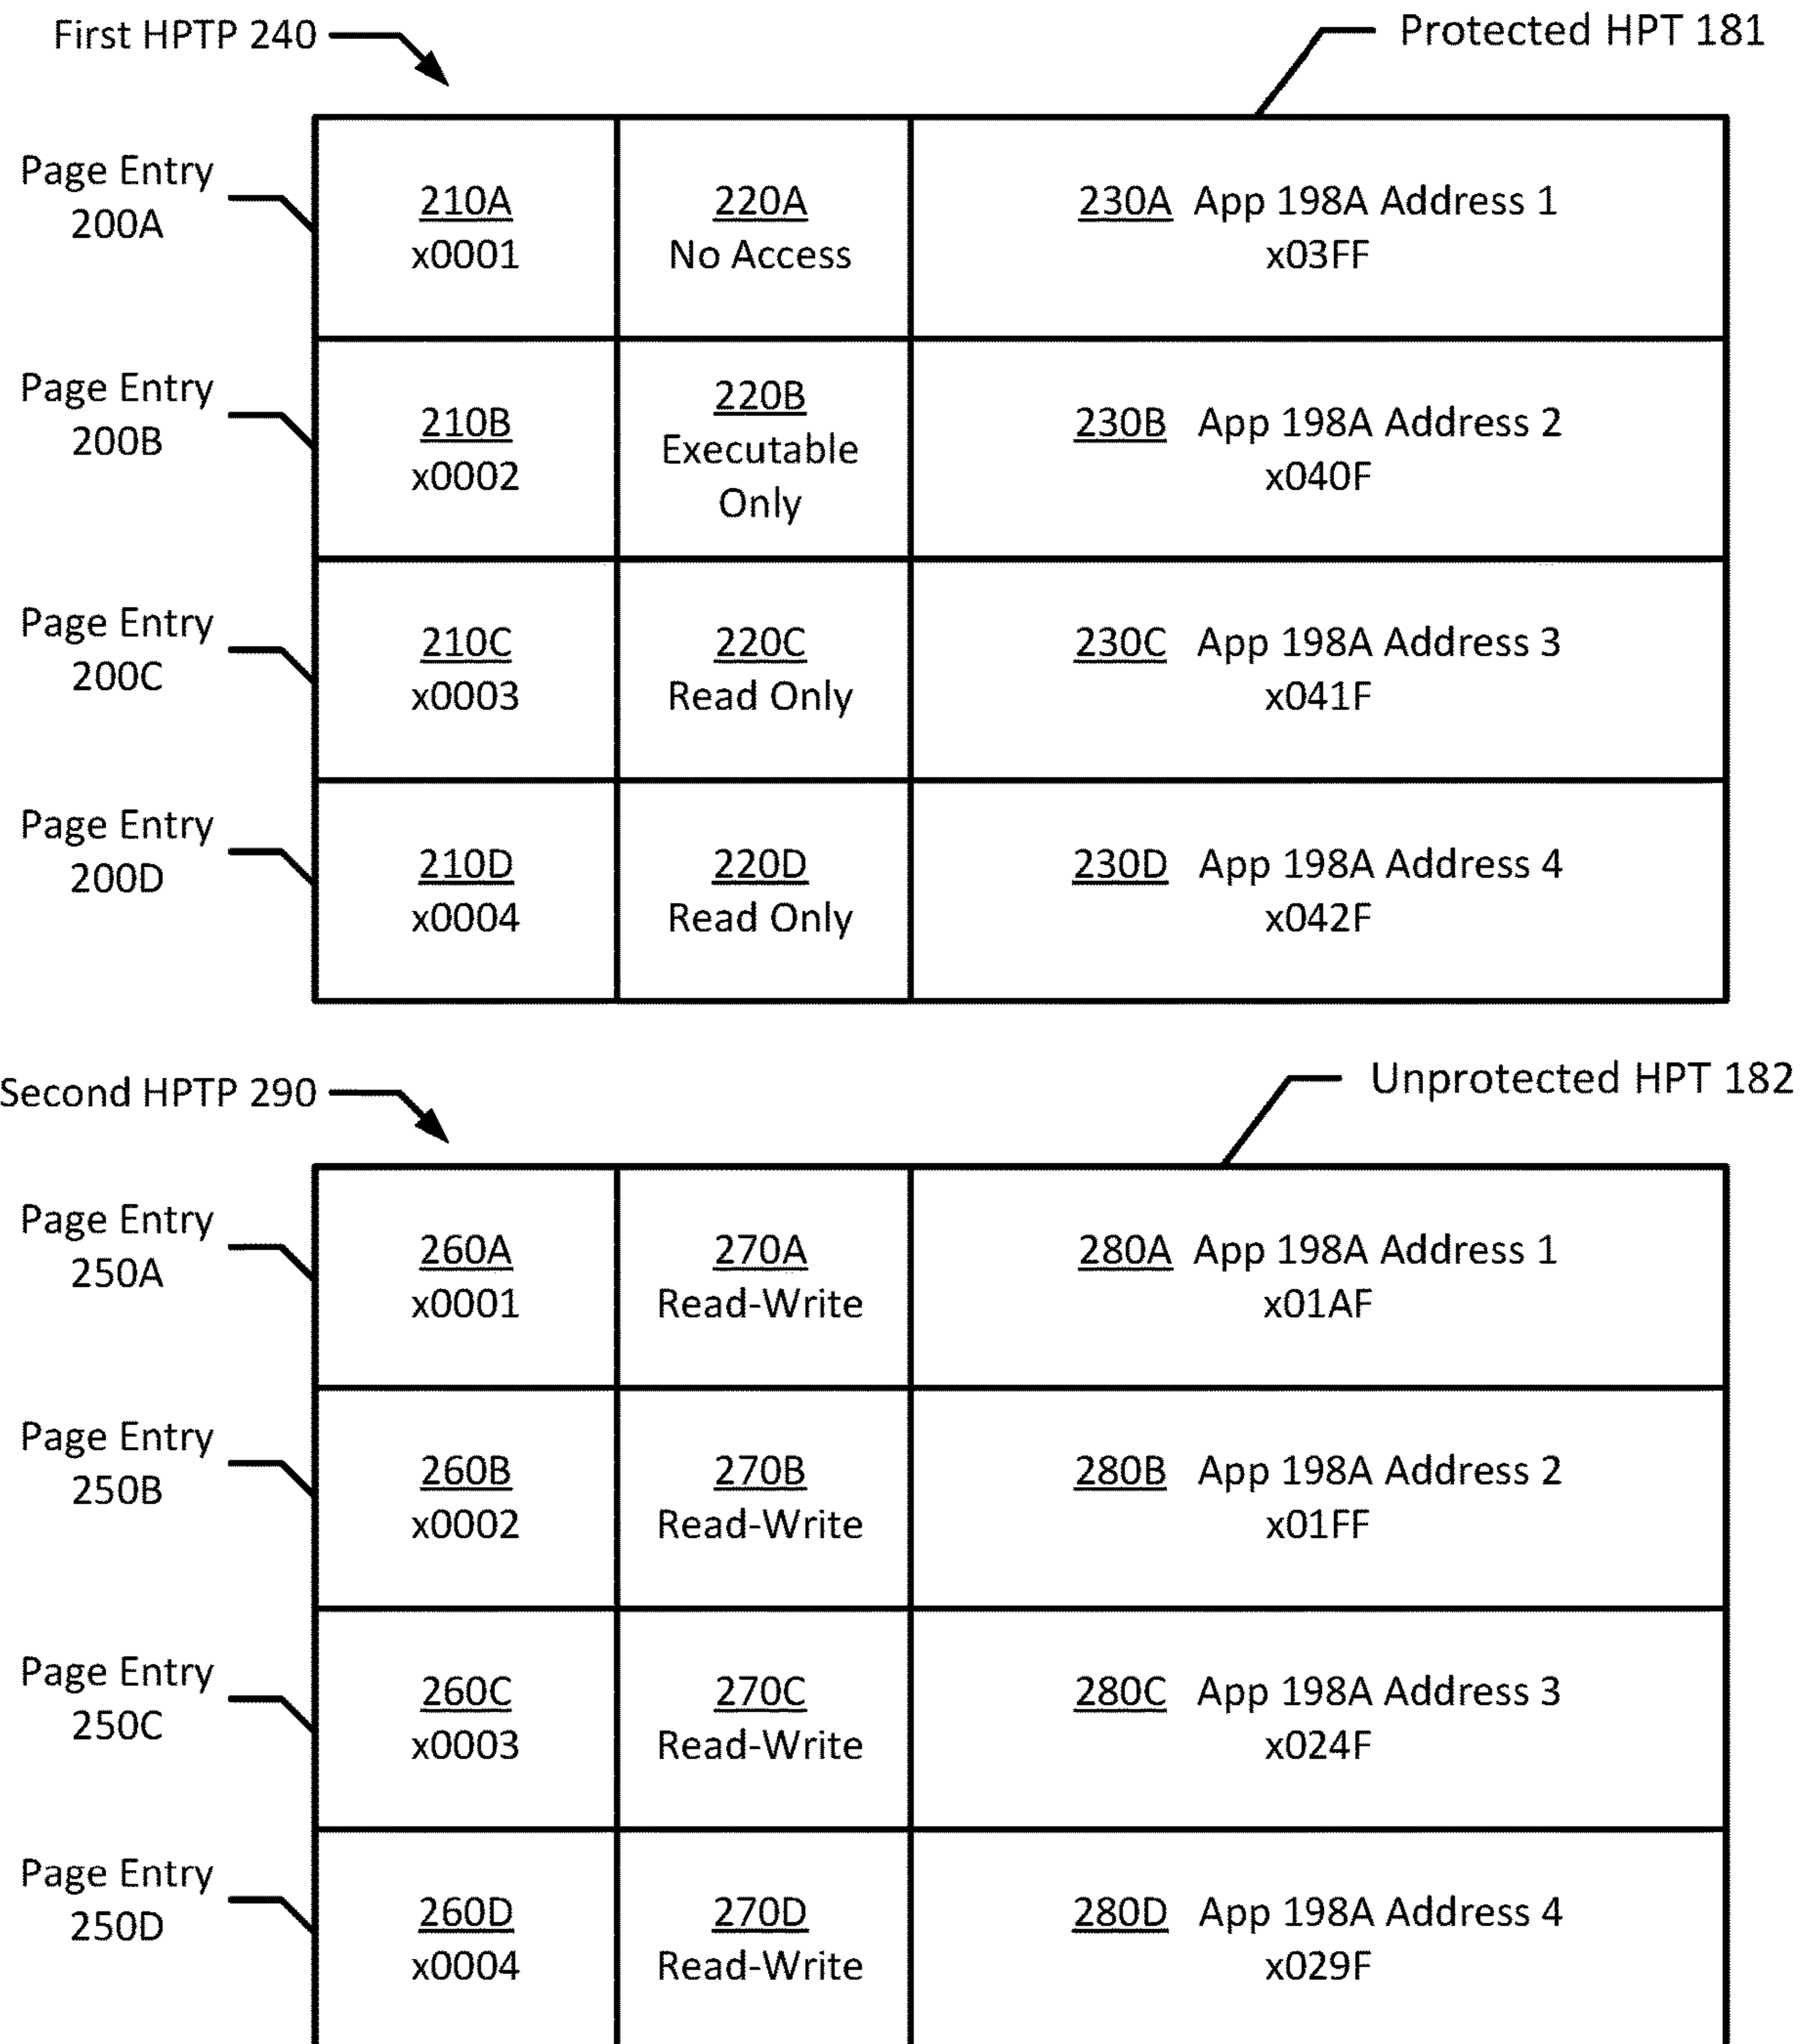 First HPTP 240
Protected HPT 181
Page Entry
200A
210A
x0001
220A
No Access
230A App 198A Address 1
x03FF
Page Entry
200B
210B
x0002
220B
Executable
Only
230B App 198A Address 2
x040F
Page Entry
200C
210C
x0003
220C
Read Only
230C App 198A Address 3
x041F
Page Entry
200D
210D
x0004
220D
Read Only
230D App 198A Address 4
x042F
Second HPTP 290
Unprotected HPT 182
Page Entry
250A
260A
x0001
270A
Read-Write
280A App 198A Address 1
x01AF
Page Entry
250B
260B
x0002
270B
Read-Write
280B App 198A Address 2
x01FF
Page Entry
250C
260C
x0003
270C
Read-Write
280C App 198A Address 3
x024F
Page Entry
250D
260D
x0004
270D
Read-Write
280D App 198A Address 4
x029F